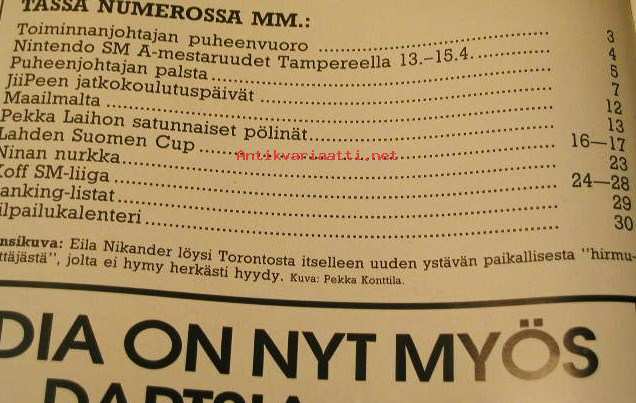 TÄSSÄ NUMEROSSA MM.:
Toiminnanjohtajan puheenvuoro 3
Nintendo SM A-mestaruudet Tampereella 13.–15.4. 4
Puheenjohtajan palsta 5
JiiPeen jatkokoulutuspäivät 7
Maailmalta 12
Pekka Laihon satunnaiset pölinät 13
Lahden Suomen Cup 16—17
Ninan nurkka 23
Koff SM-liiga 24—28
anking-listat 29
ilpailukalenteri 30
Antikvariaatti.net
nsikuva: Eila Nikander löysi Torontosta itselleen uuden ystävän paikallisesta "hirmu-
ttäjästä", jolta ei hymy herkästi hyydy. Kuva: Pekka Konttila.
DIA ON NYT MYÖS